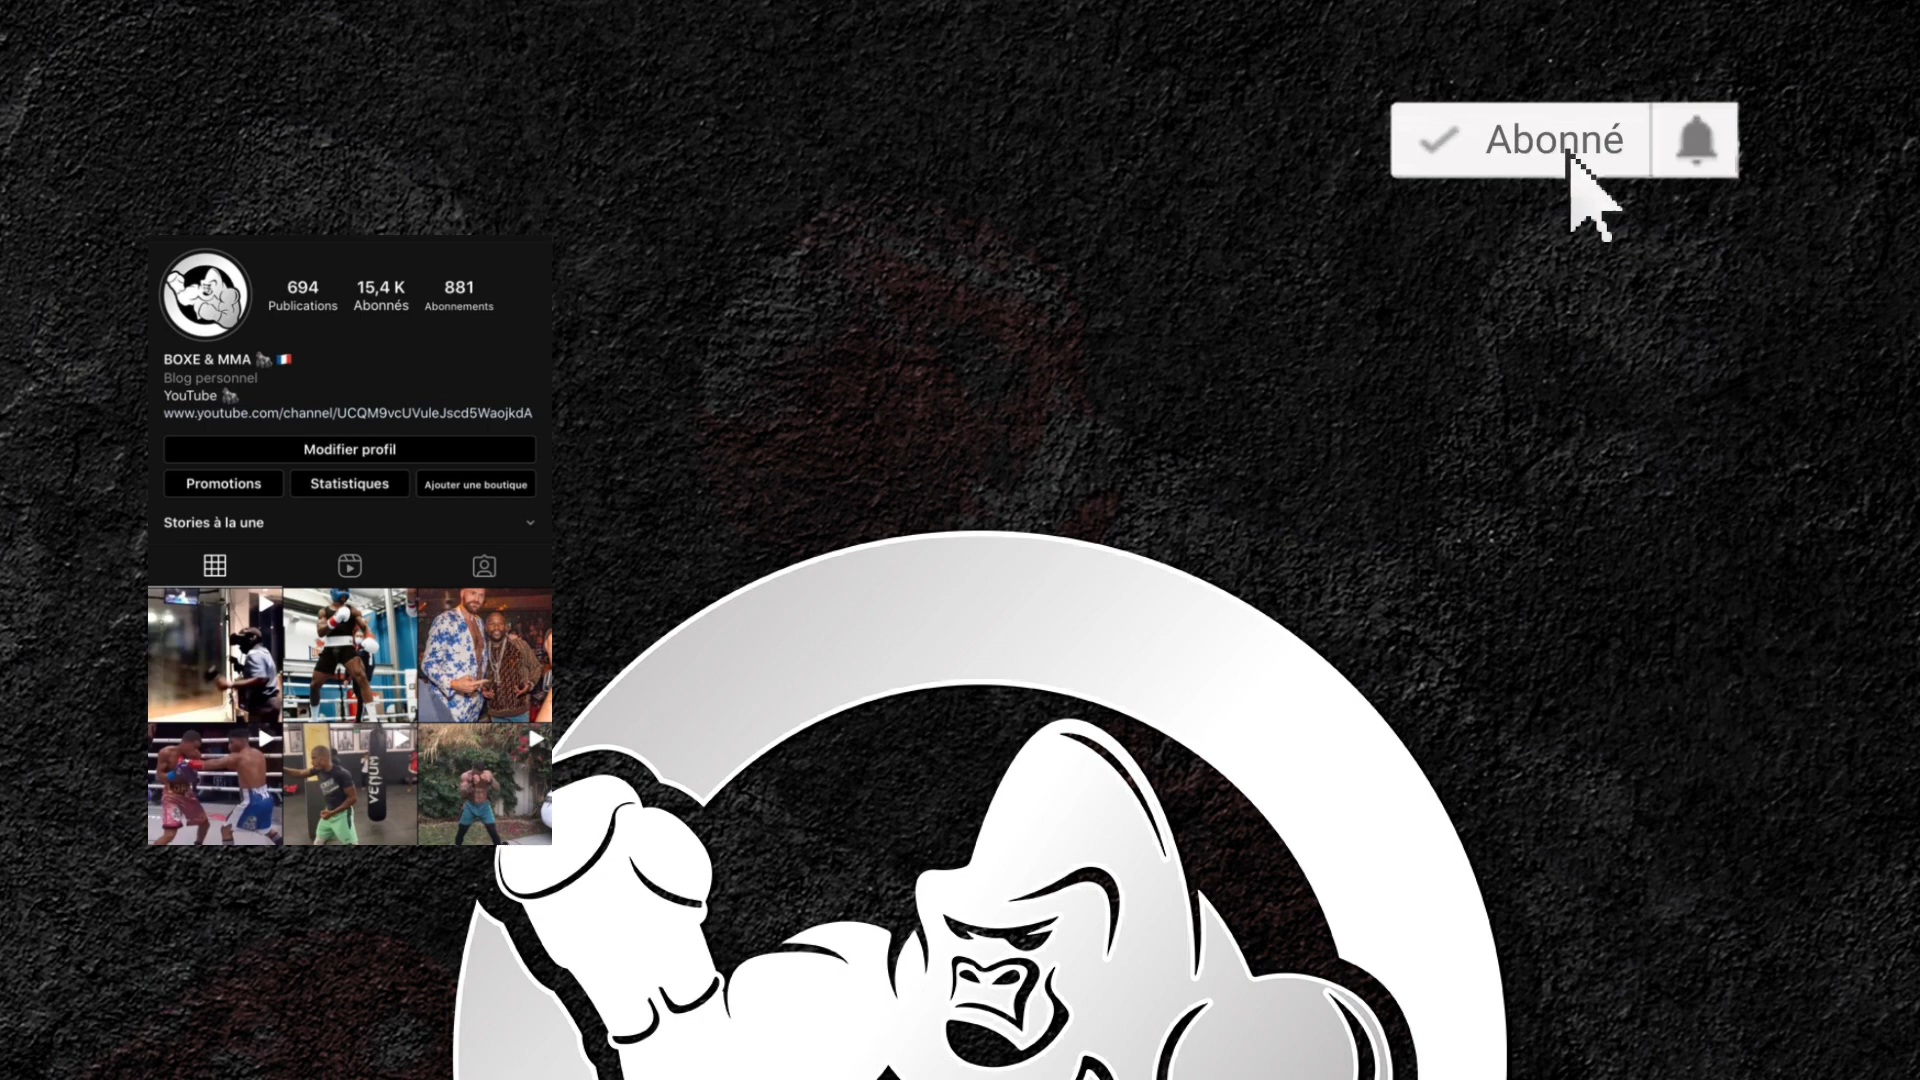 Abonné
694 15,4 K 881
Publications Abonnés Abonnements
BOXE & MMA 🦍🇫🇷
Blog personnel
YouTube 🦍
www.youtube.com/channel/UCQM9vcUVuleJscd5WaojkdA
Modifier profil
Promotions Statistiques Ajouter une boutique
Stories à la une
VENUM